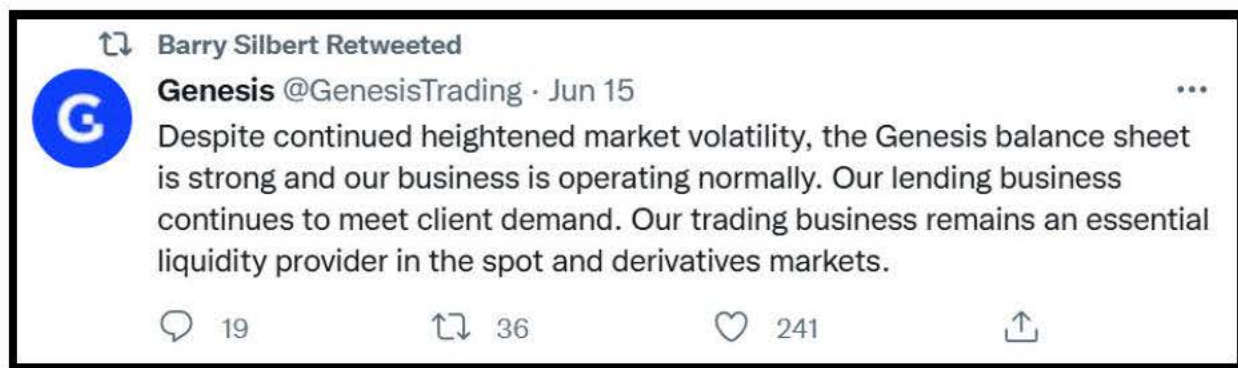 Barry Silbert Retweeted
Genesis @GenesisTrading · Jun 15
Despite continued heightened market volatility, the Genesis balance sheet
is strong and our business is operating normally. Our lending business
continues to meet client demand. Our trading business remains an essential
liquidity provider in the spot and derivatives markets.
19 36 241